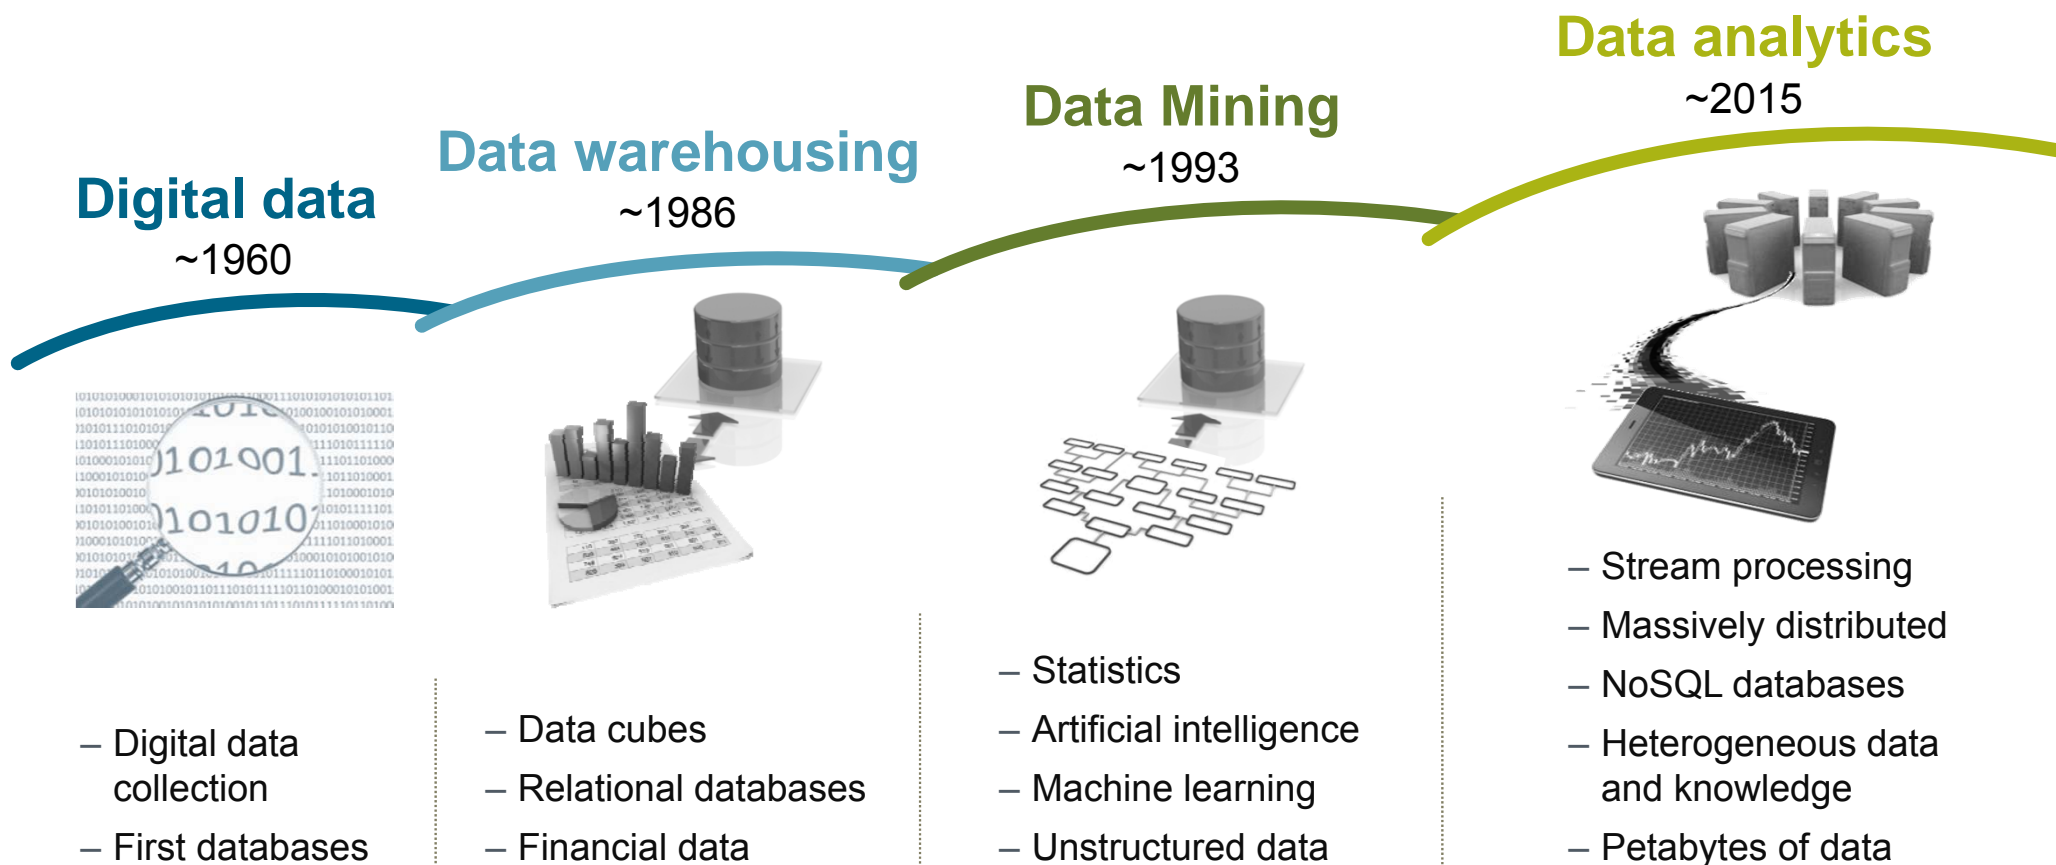 Digital data
~1960
– Digital data
collection
– First databases
Data warehousing
~1986
– Data cubes
– Relational databases
– Financial data
Data Mining
~1993
– Statistics
– Artificial intelligence
– Machine learning
– Unstructured data
Data analytics
~2015
– Stream processing
– Massively distributed
– NoSQL databases
– Heterogeneous data
and knowledge
– Petabytes of data